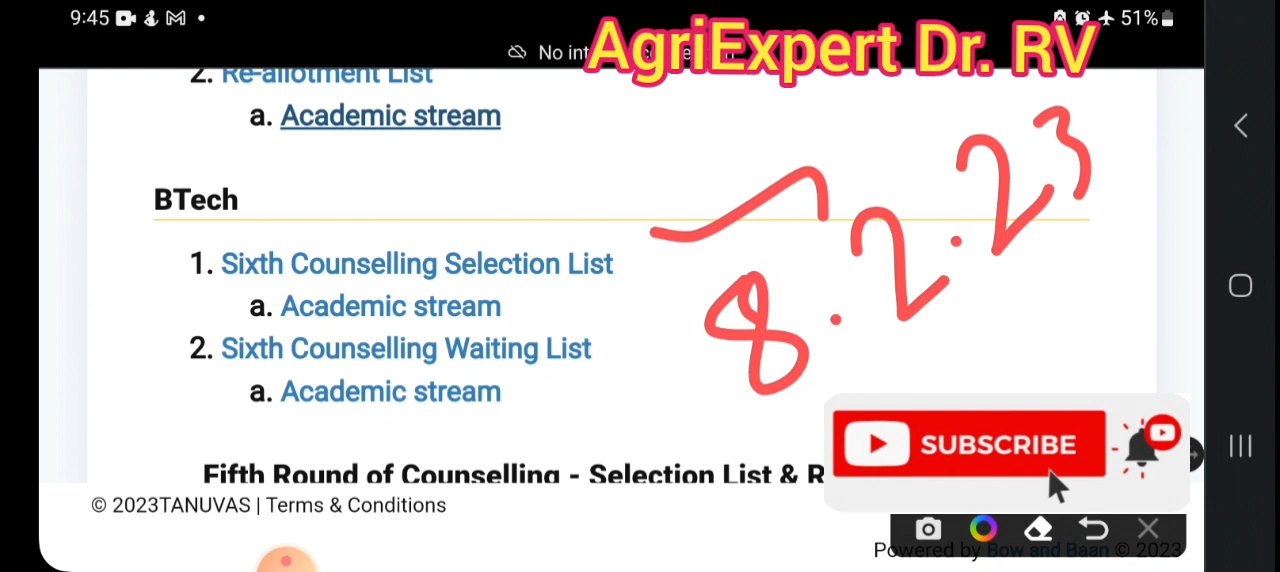 9:45
51%
AgriExpert Dr. RV
2. Re-allotment List
a. Academic stream
BTech
1. Sixth Counselling Selection List
a. Academic stream
2. Sixth Counselling Waiting List
a. Academic stream
8.2.23
Fifth Round of Counselling - Selection List & R
SUBSCRIBE
© 2023TANUVAS | Terms & Conditions
Powered by Bow and Baan © 2023